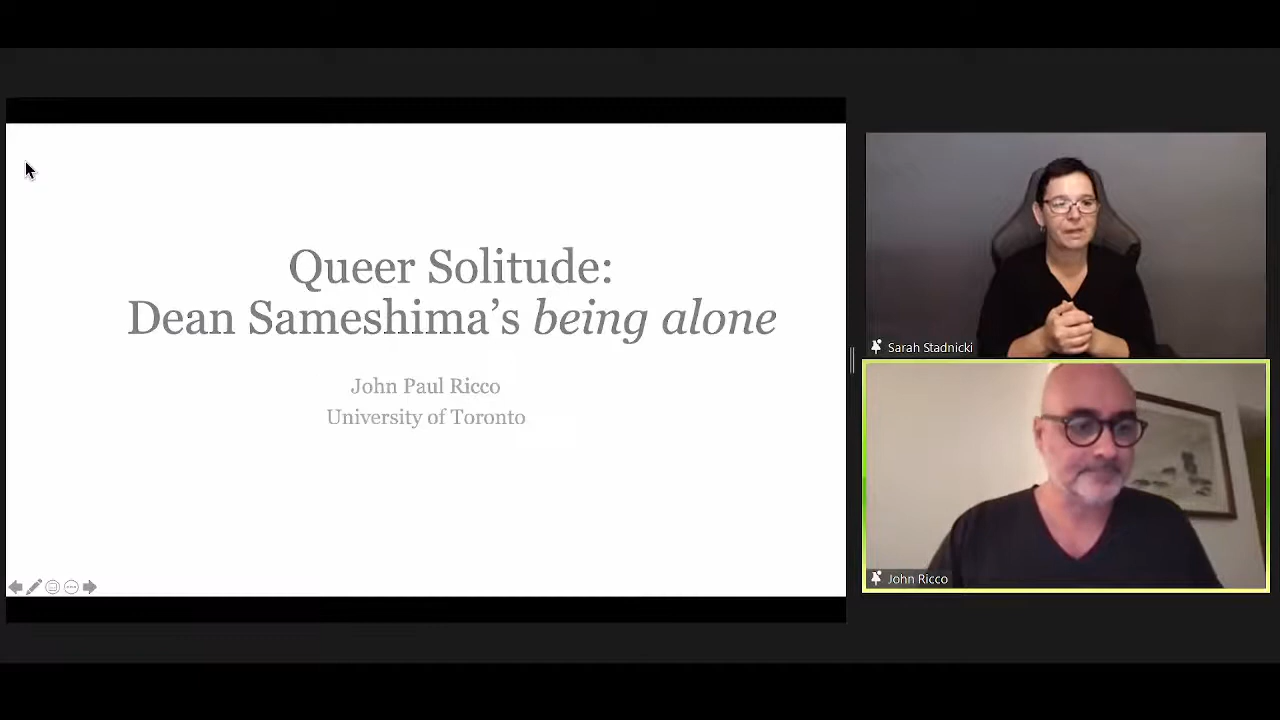 Queer Solitude:
Dean Sameshima’s being alone
John Paul Ricco
University of Toronto
Sarah Stadnicki
John Ricco